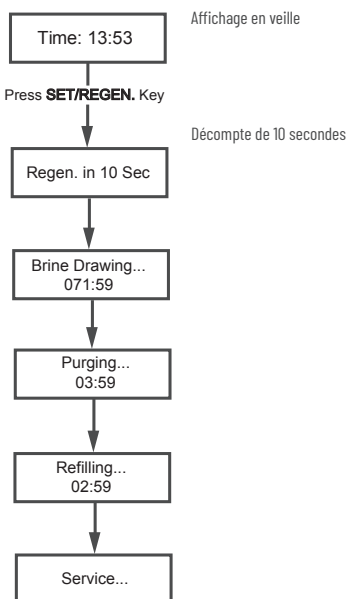 Time: 13:53
Affichage en veille
Press SET/REGEN. Key
Décompte de 10 secondes
Regen. in 10 Sec
Brine Drawing...
071:59
Purging...
03:59
Refilling...
02:59
Service...